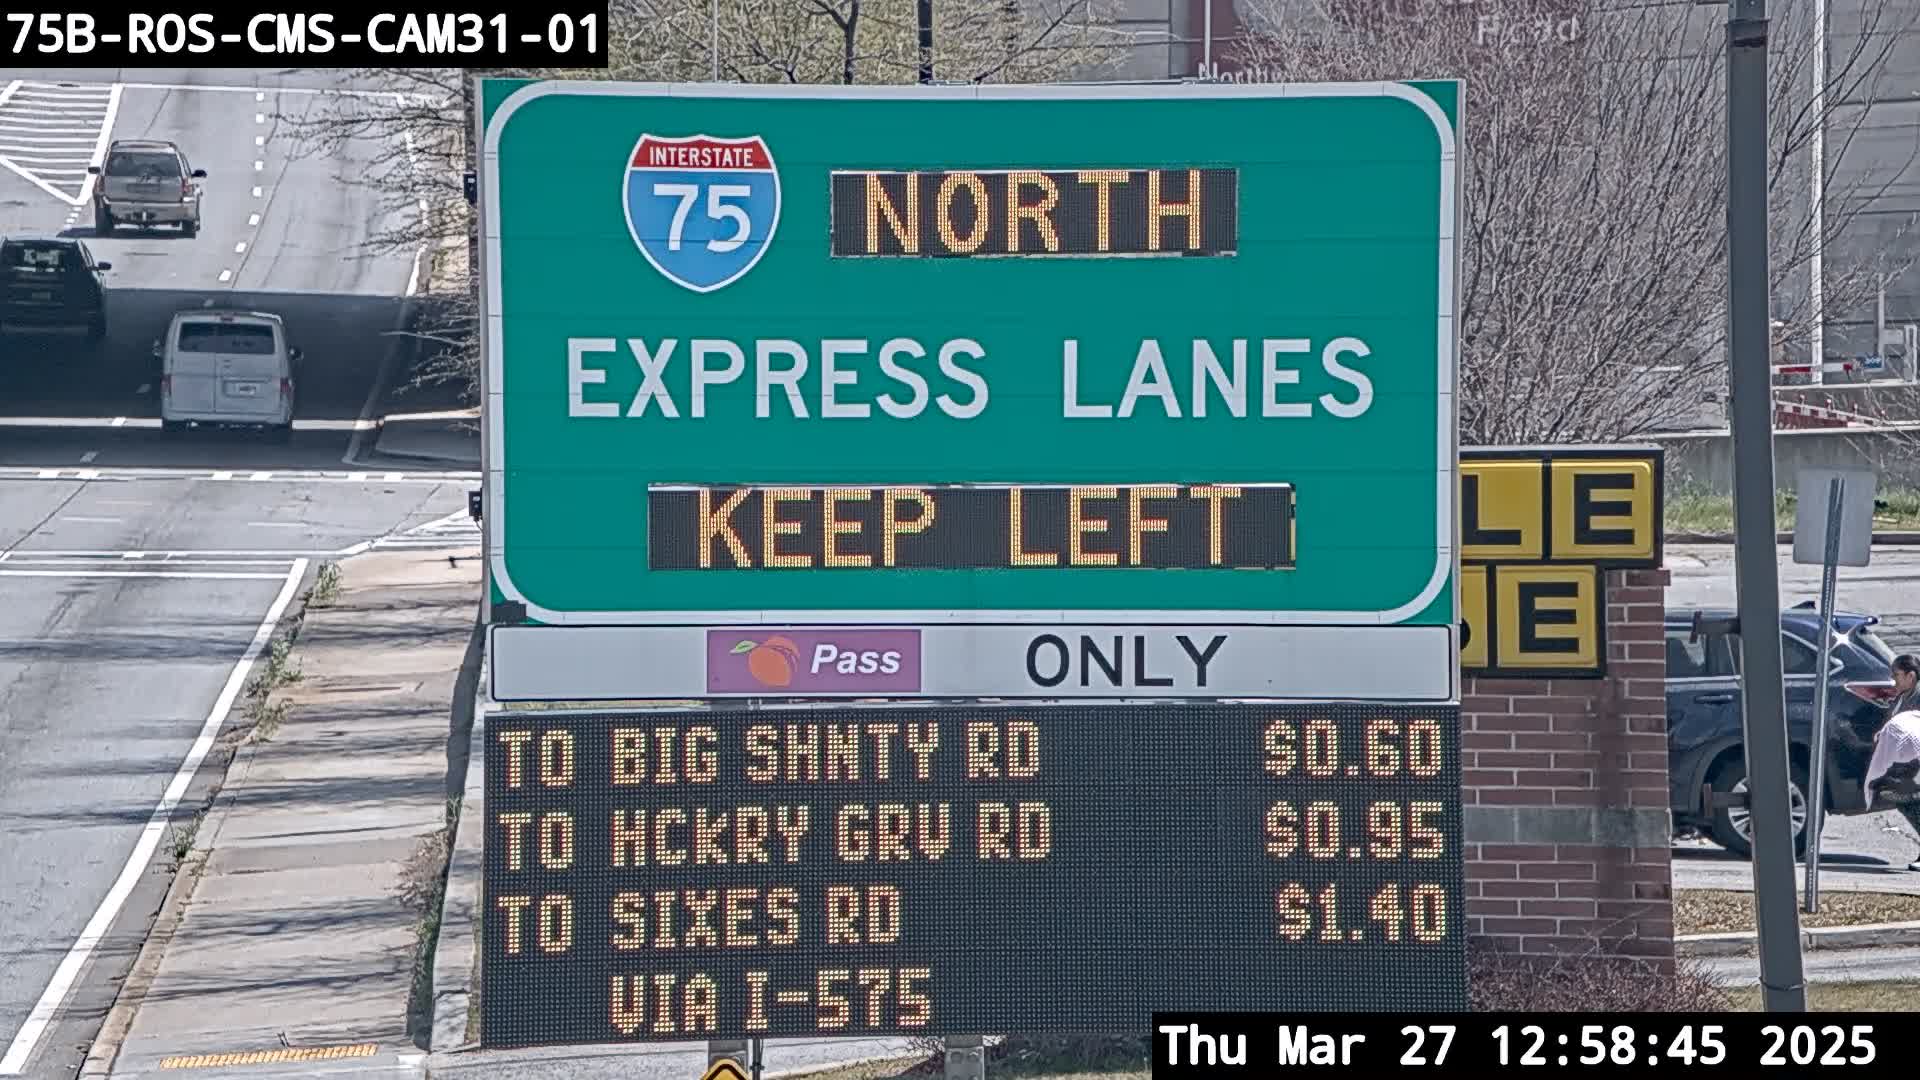 75B-ROS-CMS-CAM31-01
Road
INTERSTATE
75
NORTH
EXPRESS LANES
KEEP LEFT
LE
E
Pass ONLY
TO BIG SHNTY RD $0.60
TO HCKRY GRV RD $0.95
TO SIXES RD $1.40
VIA I-575
Thu Mar 27 12:58:45 2025